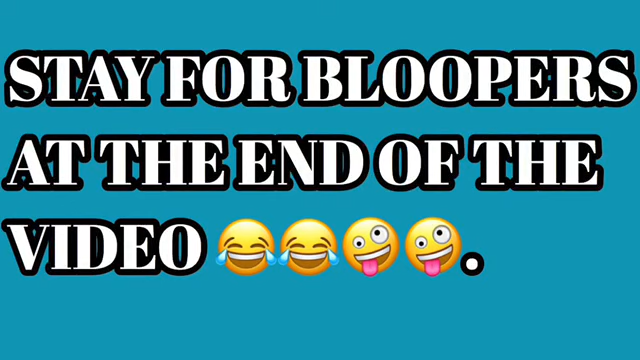 STAY FOR BLOOPERS
AT THE END OF THE
VIDEO 😂😂🤪🤪.